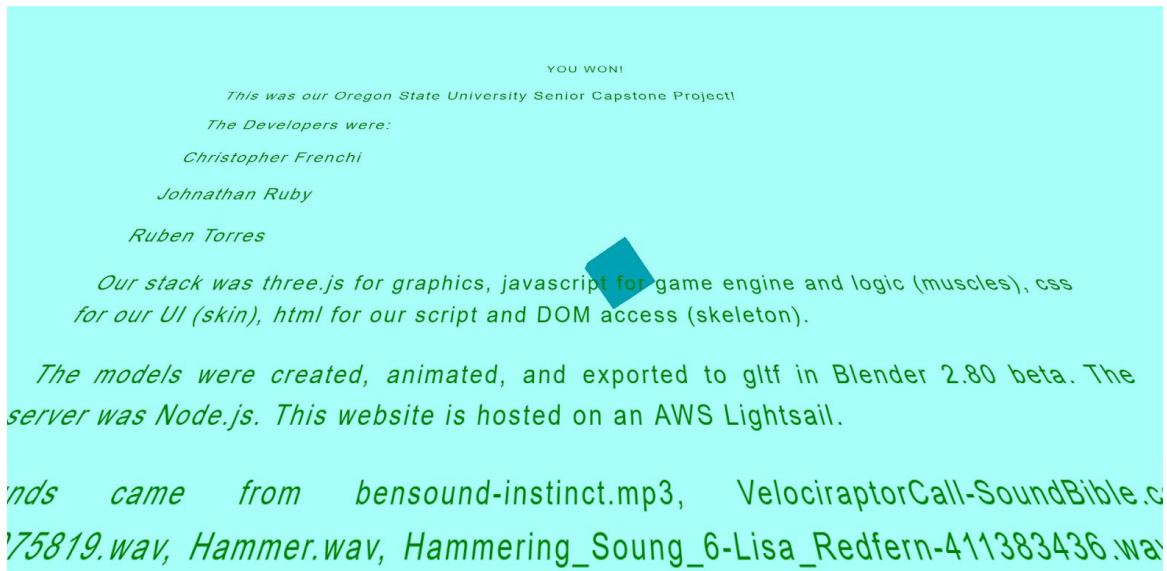 YOU WON!
This was our Oregon State University Senior Capstone Project!
The Developers were:
Christopher Frenchi
Johnathan Ruby
Ruben Torres
Our stack was three.js for graphics, javascript for game engine and logic (muscles), css
for our UI (skin), html for our script and DOM access (skeleton).
The models were created, animated, and exported to gltf in Blender 2.80 beta. The
server was Node.js. This website is hosted on an AWS Lightsail.
came from bensound-instinct.mp3,
Hammer.wav, Hammering_Soung_6-Lisa_Redfern-411383436.wav